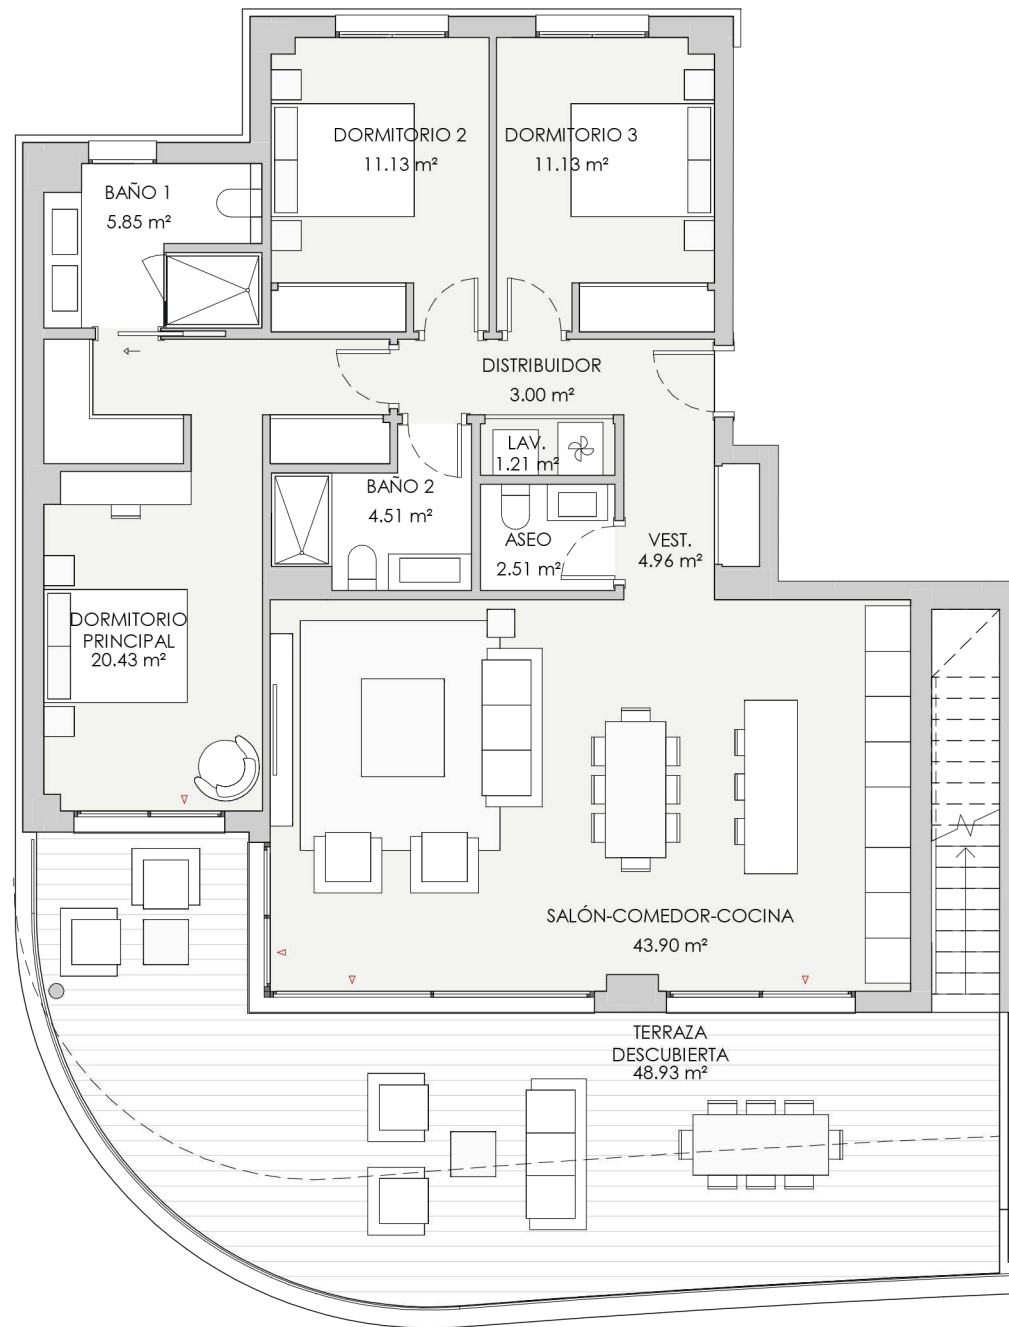 DORMITORIO 2
11.13 m²
DORMITORIO 3
11.13 m²
BAÑO 1
5.85 m²
DISTRIBUIDOR
3.00 m²
LAV.
1.21 m²
BAÑO 2
4.51 m²
ASEO
2.51 m²
VEST.
4.96 m²
DORMITORIO
PRINCIPAL
20.43 m²
SALÓN-COMEDOR-COCINA
43.90 m²
TERRAZA
DESCUBIERTA
48.93 m²